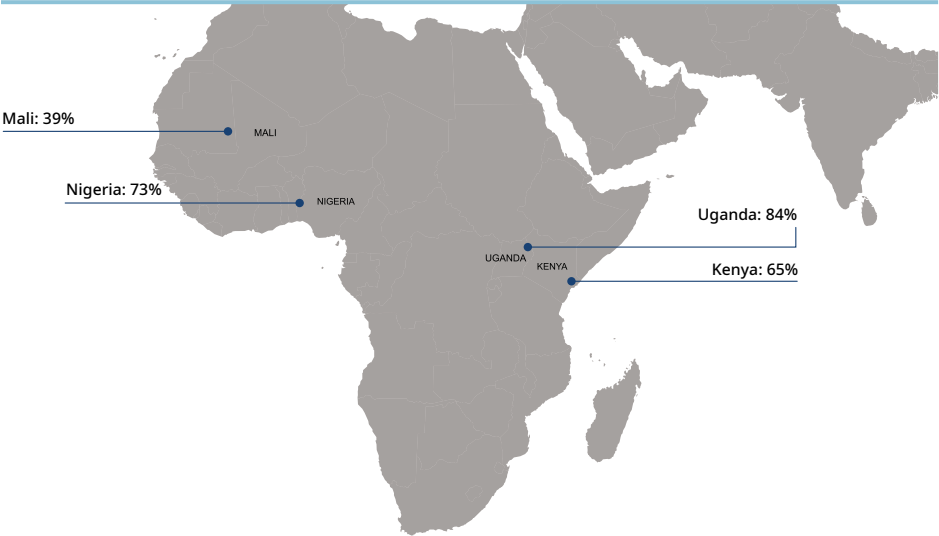 Mali: 39%
MALI
Nigeria: 73%
NIGERIA
Uganda: 84%
UGANDA
KENYA
Kenya: 65%